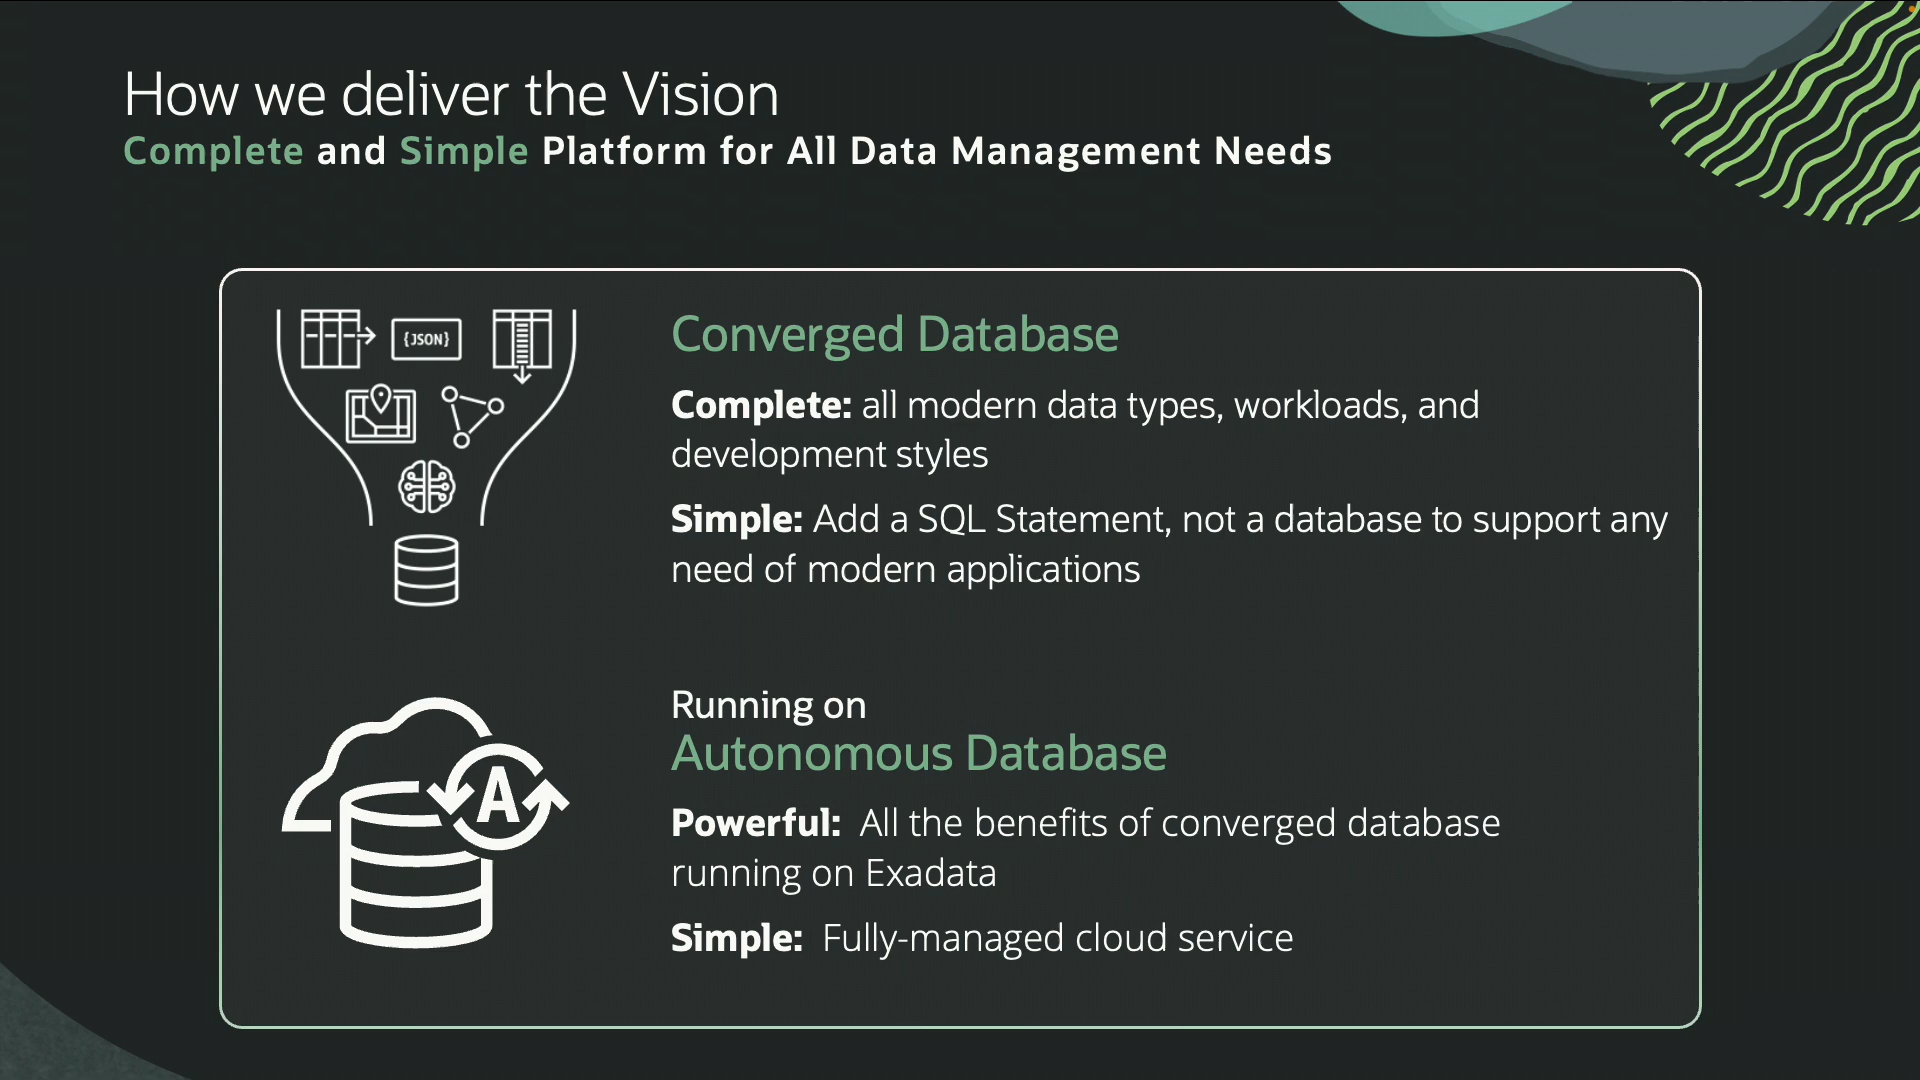 How we deliver the Vision
Complete and Simple Platform for All Data Management Needs
{JSON}
Converged Database
Complete: all modern data types, workloads, and
development styles
Simple: Add a SQL Statement, not a database to support any
need of modern applications
A
Running on
Autonomous Database
Powerful: All the benefits of converged database
running on Exadata
Simple: Fully-managed cloud service